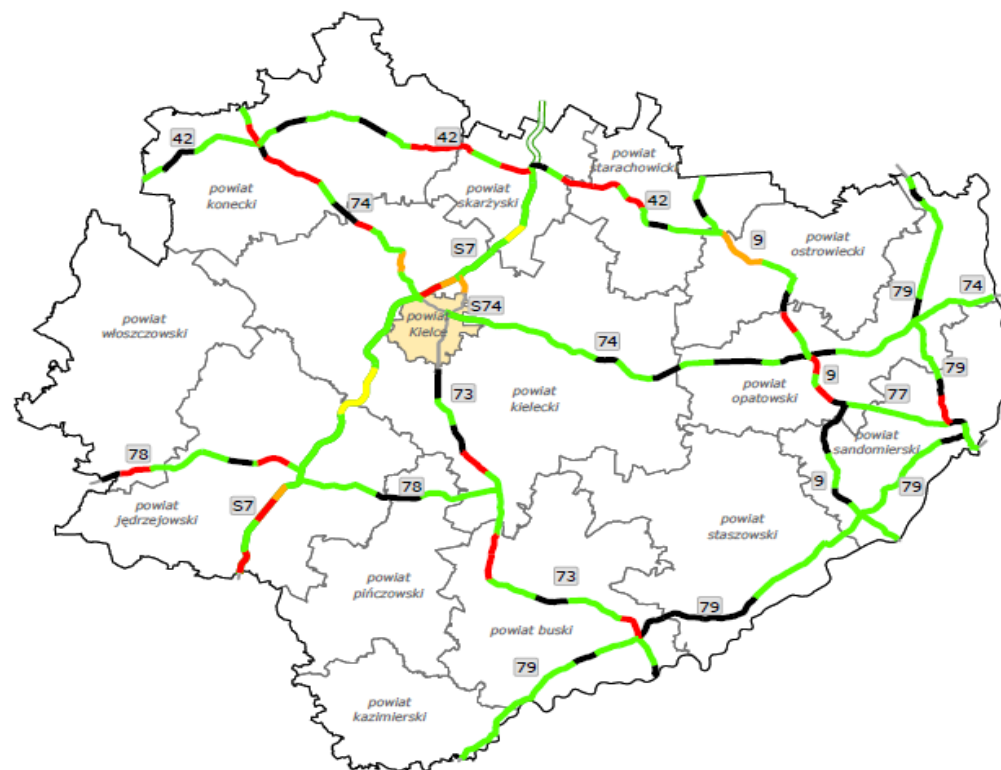 42
42
powiat
starachowicki
powiat
konecki
74
powiat
skarżyski
42
S7
9
powiat
ostrowiecki
79
74
S74
powiat
włoszczowski
powiat
Kielce
74
73
powiat
kielecki
powiat
opatowski
9
77
79
powiat
sandomierski
78
78
S7
powiat
jędrzejowski
9
79
powiat
staszowski
powiat
pińczowski
73
79
powiat buski
79
powiat
kazimierski